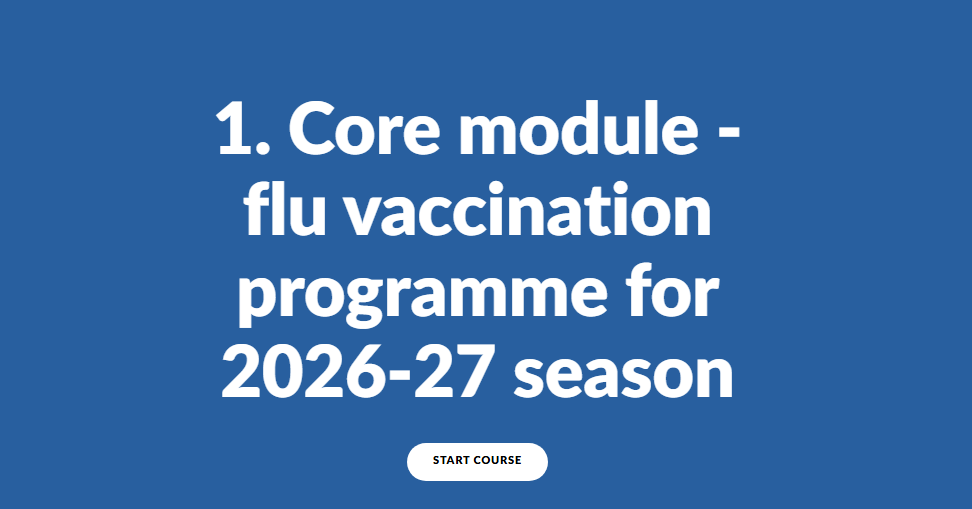 1. Core module -
flu vaccination
programme for
2026-27 season
START COURSE